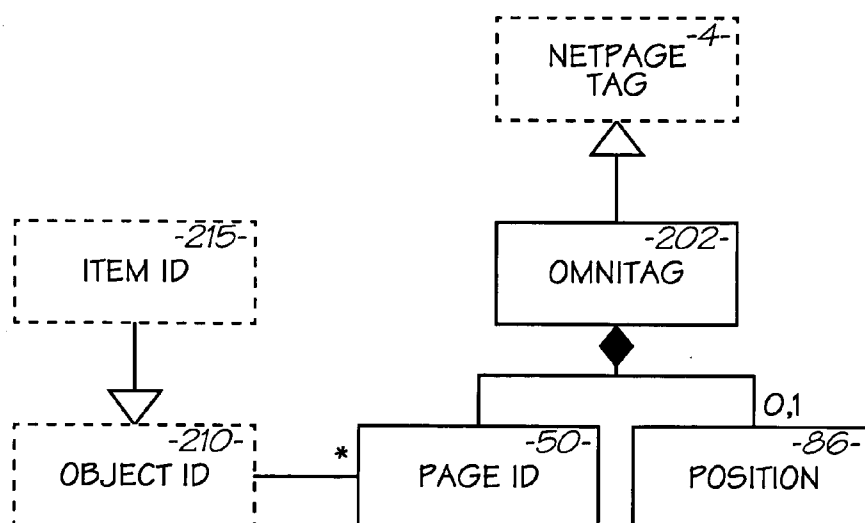 -4-
NETPAGE
TAG
-215-
ITEM ID
-202-
OMNITAG
0,1
-210-
OBJECT ID
*
-50-
PAGE ID
-86-
POSITION